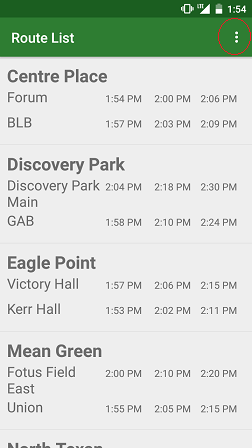 LTE 1:54
Route List
Centre Place
Forum 1:54 PM 2:00 PM 2:06 PM
BLB 1:57 PM 2:03 PM 2:09 PM
Discovery Park
Discovery Park 2:04 PM 2:18 PM 2:30 PM
Main
GAB 1:58 PM 2:10 PM 2:24 PM
Eagle Point
Victory Hall 1:57 PM 2:06 PM 2:15 PM
Kerr Hall 1:53 PM 2:02 PM 2:11 PM
Mean Green
Fotus Field 2:00 PM 2:10 PM 2:20 PM
East
Union 1:55 PM 2:05 PM 2:15 PM
North Texan